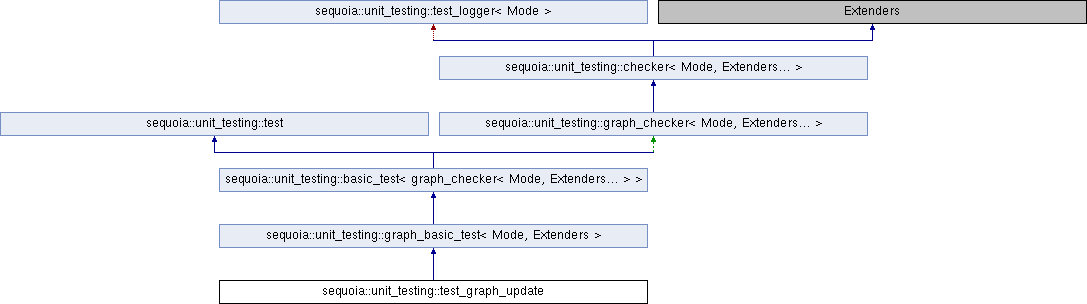 sequoia::unit_testing::test_logger< Mode >
Extenders
sequoia::unit_testing::checker< Mode, Extenders... >
sequoia::unit_testing::test
sequoia::unit_testing::graph_checker< Mode, Extenders... >
sequoia::unit_testing::basic_test< graph_checker< Mode, Extenders... > >
sequoia::unit_testing::graph_basic_test< Mode, Extenders >
sequoia::unit_testing::test_graph_update